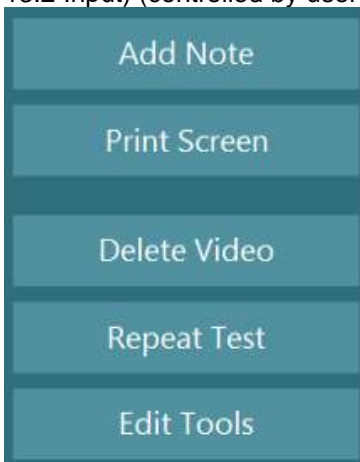 Add Note
Print Screen
Delete Video
Repeat Test
Edit Tools